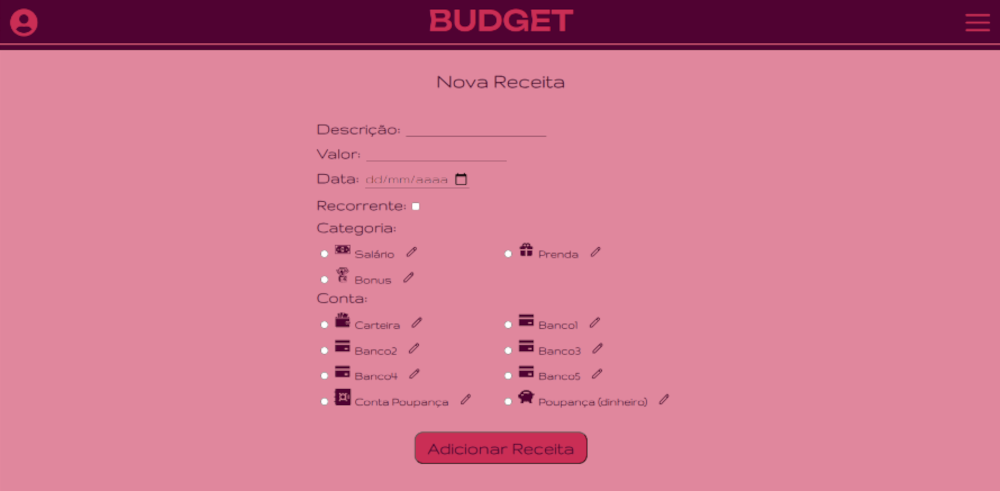 BUDGET
Nova Receita
Descrição:
Valor:
Data: dd/mm/aaaa
Recorrente:
Categoria:
Salário Prenda
Bonus
Conta:
Carteira Banco1
Banco2 Banco3
Banco4 Banco5
Conta Poupança Poupança (dinheiro)
Adicionar Receita